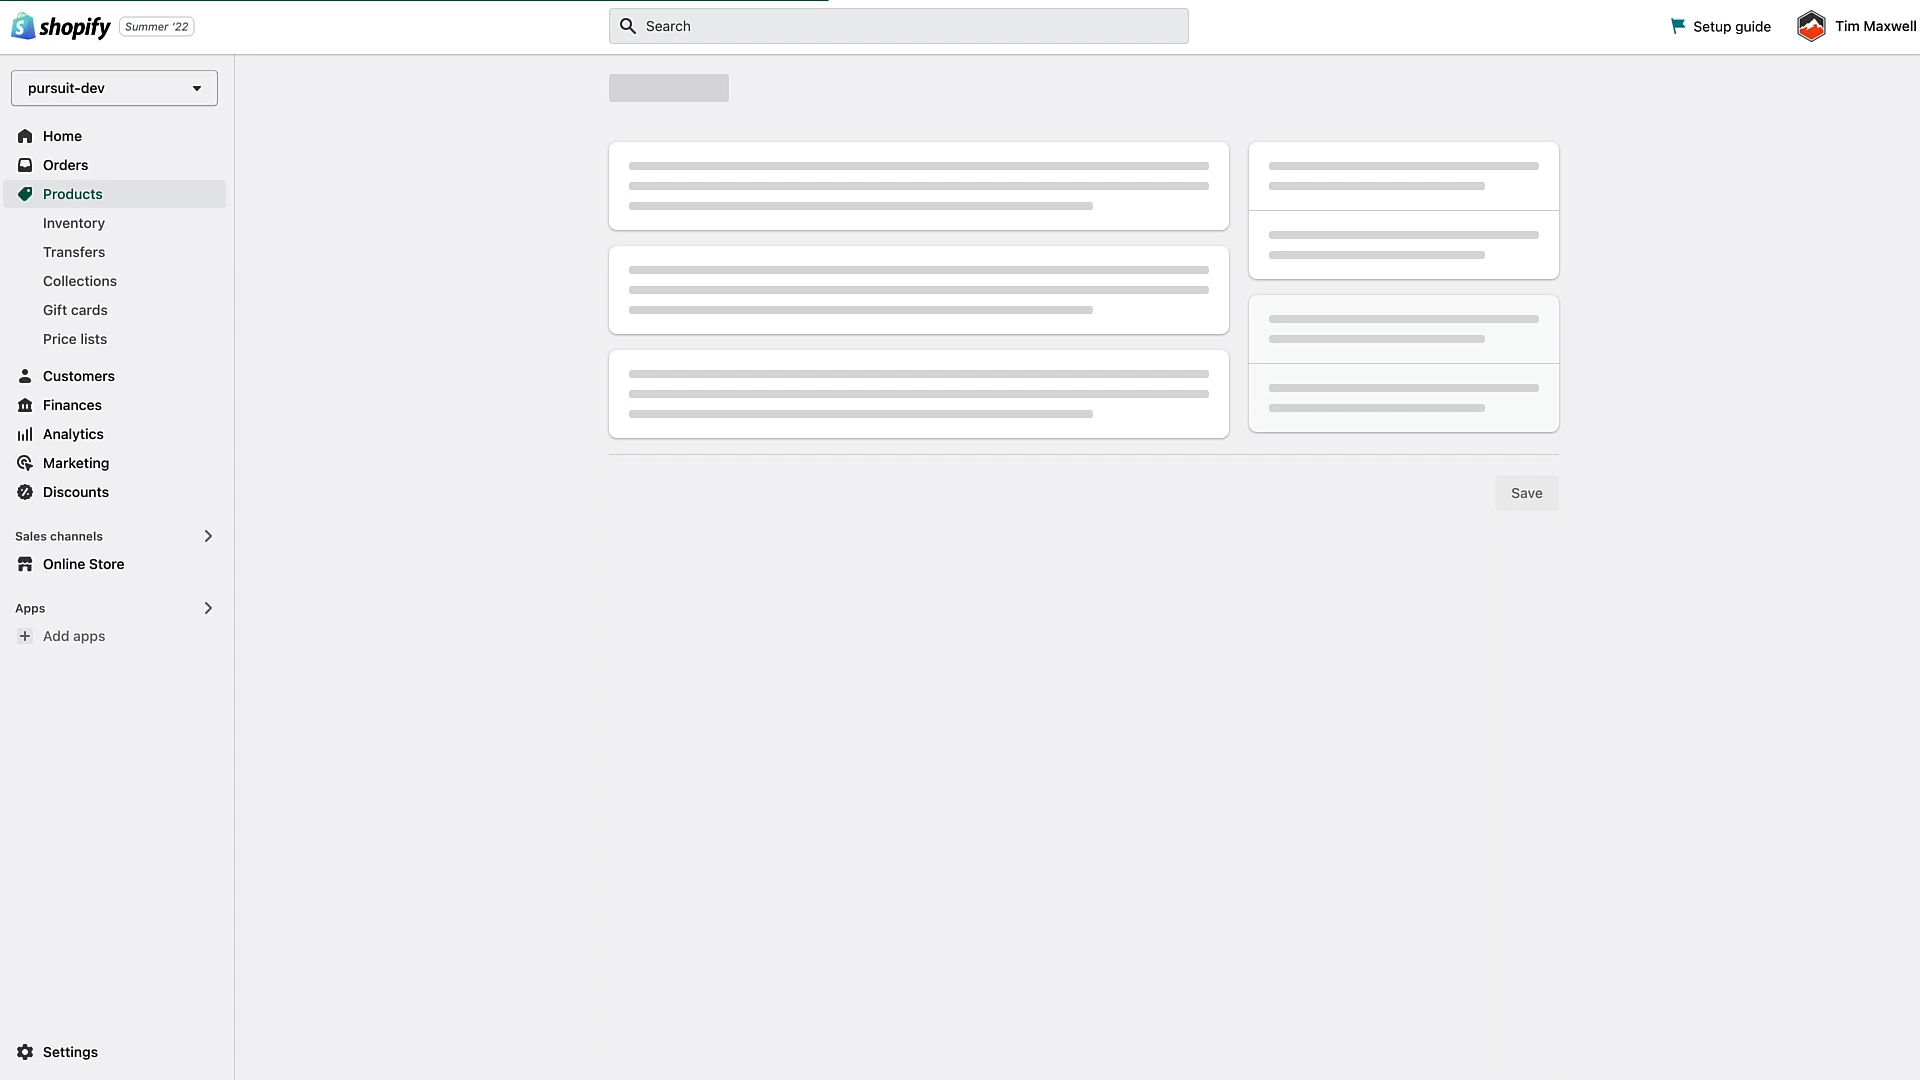 shopify Summer '22
Search
Setup guide
Tim Maxwell
pursuit-dev
Home
Orders
Products
Inventory
Transfers
Collections
Gift cards
Price lists
Customers
Finances
Analytics
Marketing
Discounts
Sales channels
Online Store
Apps
Add apps
Settings
Save